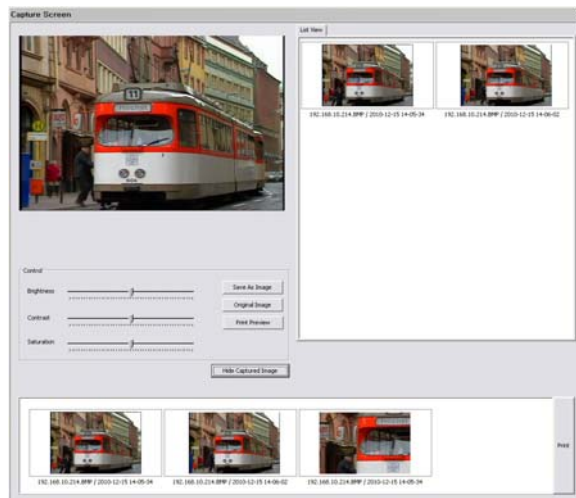 Capture Screen
List View
11
192.168.10.214.BMP / 2010-12-15 14-05-34
192.168.10.214.BMP / 2010-12-15 14-06-02
Control
Brightness
Contrast
Saturation
Save As Image
Original Image
Print Preview
Hide Captured Image
192.168.10.214.BMP / 2010-12-15 14-05-34
192.168.10.214.BMP / 2010-12-15 14-06-02
192.168.10.214.BMP / 2010-12-15 14-05-34
Print